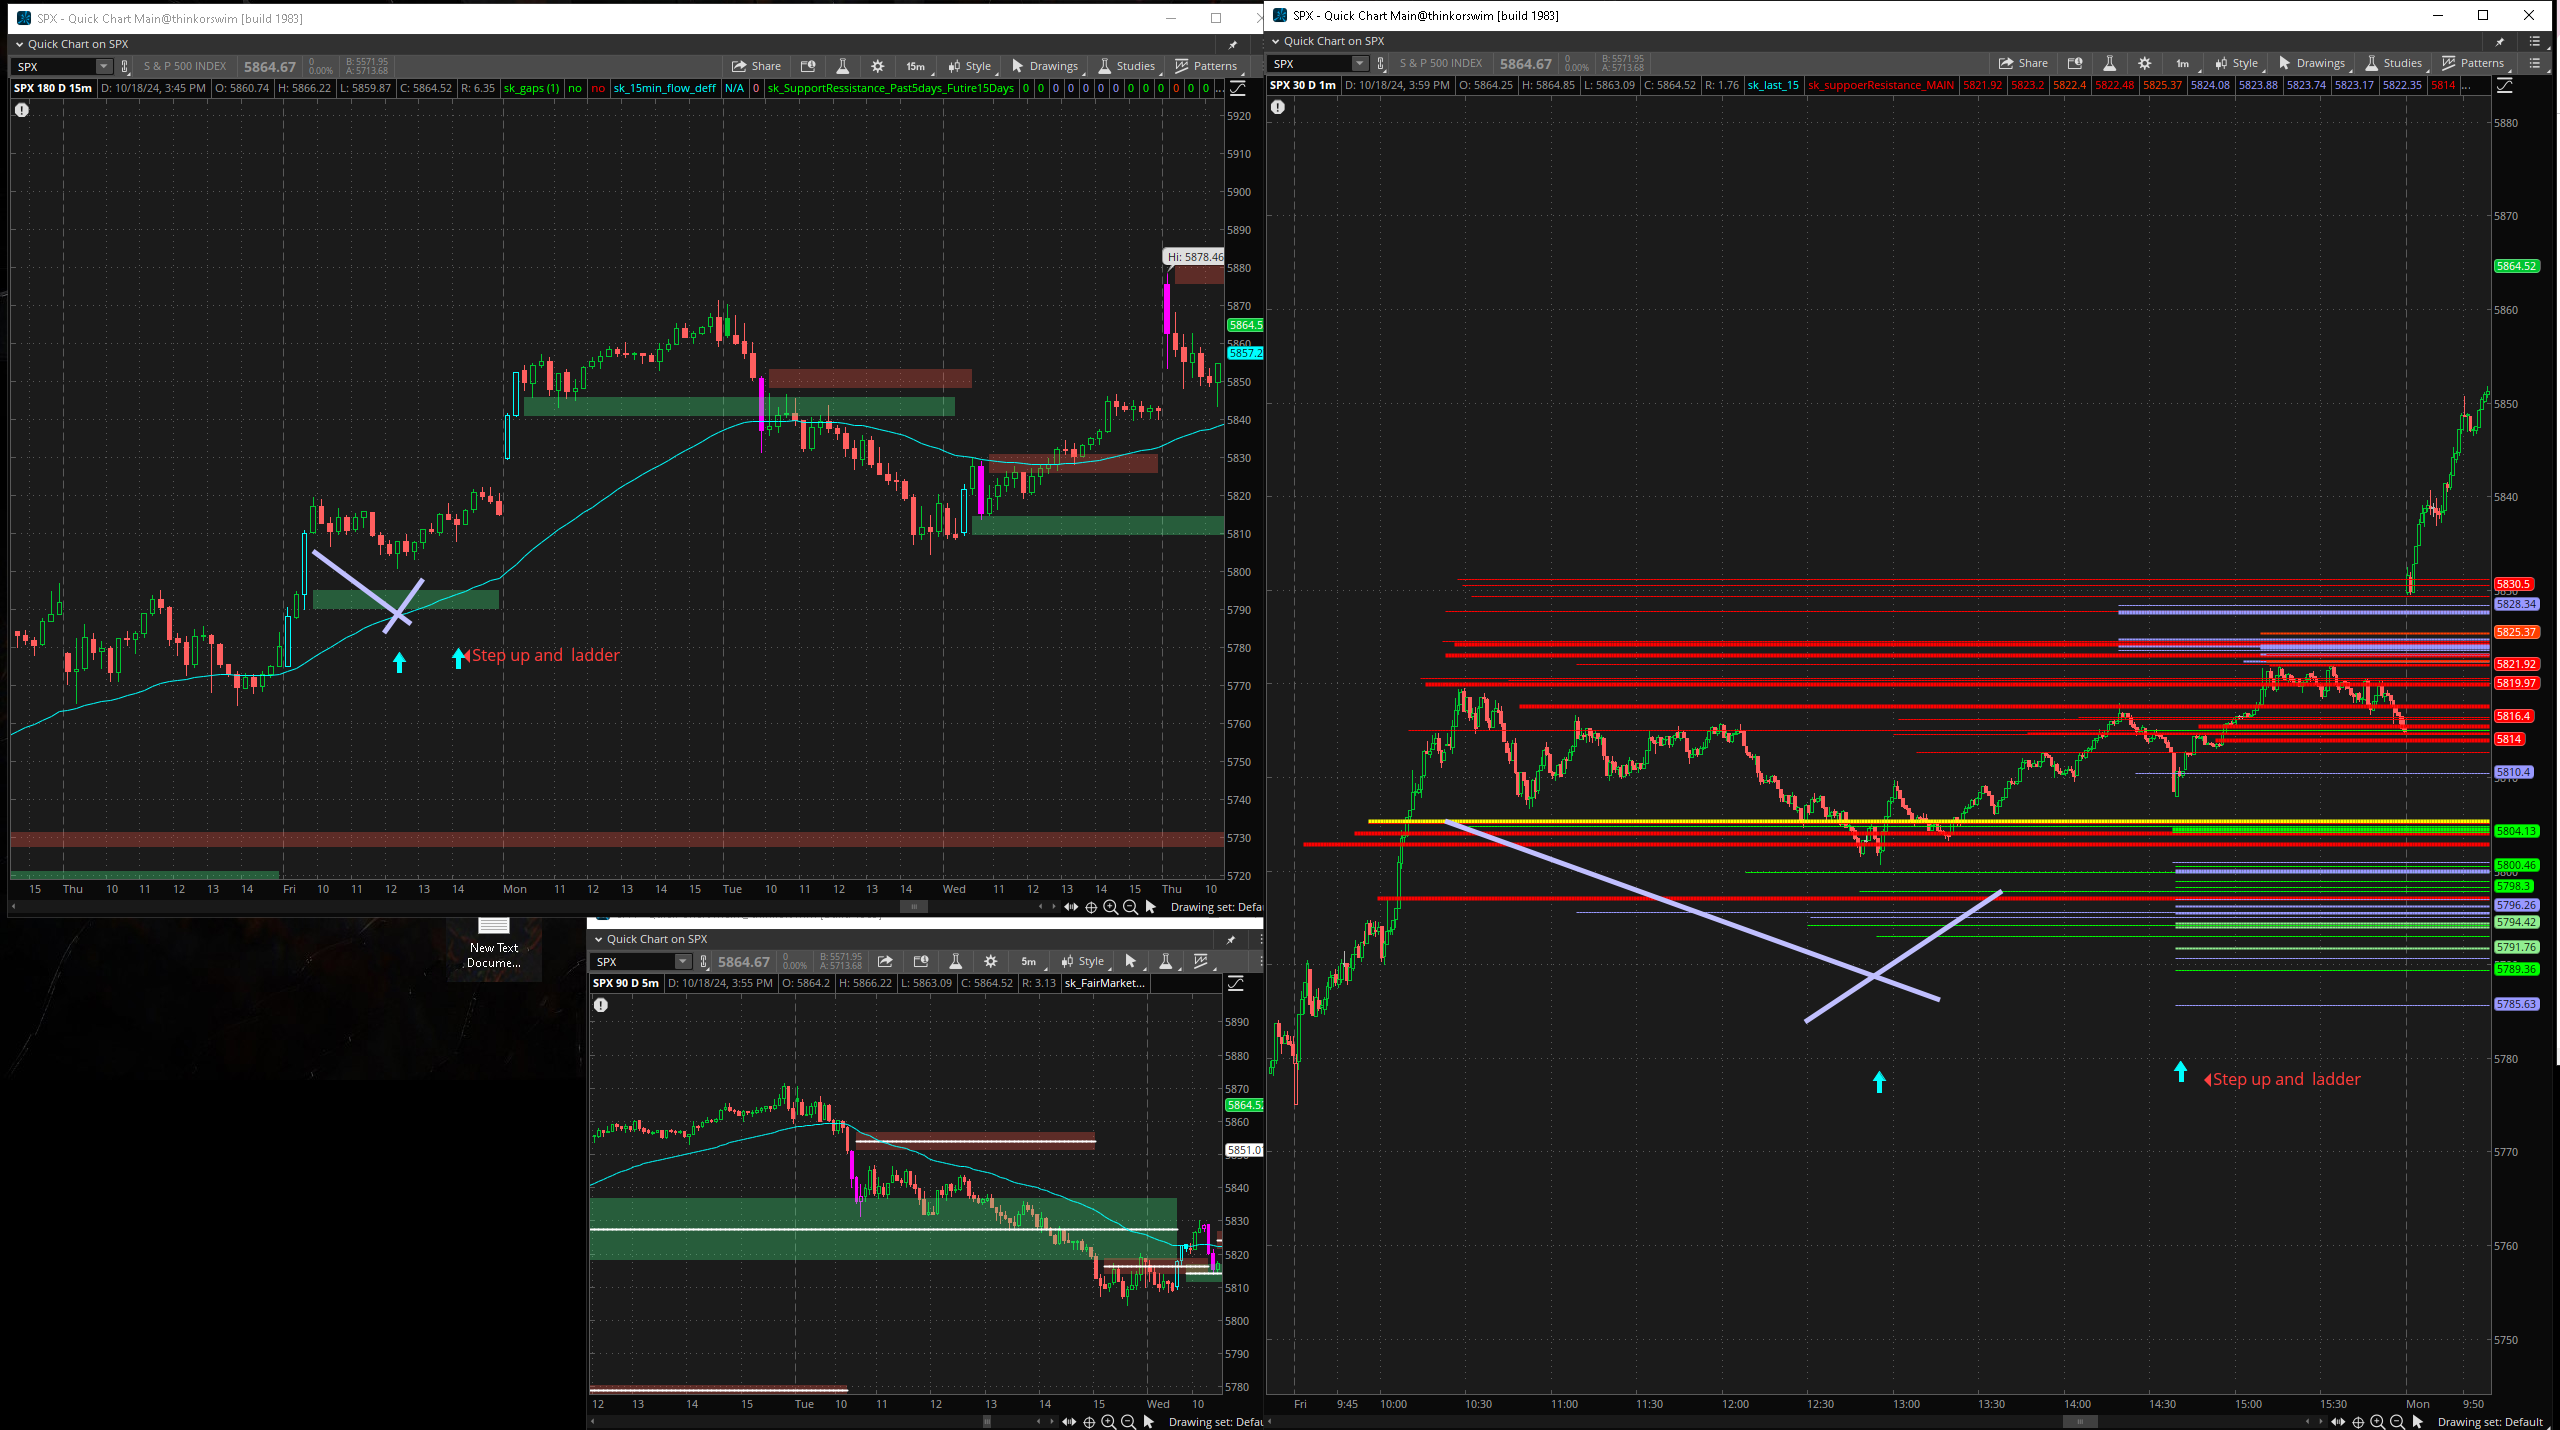 SPX - Quick Chart Main@thinkorswim [build 1983]
Quick Chart on SPX
SPX S & P 500 INDEX 5864.67 0 0.00% B: 5571.95 A: 5713.68 Share 15m Style Drawings Studies Patterns
SPX 180 D 15m D: 10/18/24, 3:45 PM O: 5860.74 H: 5866.22 L: 5859.87 C: 5864.52 R: 6.35 sk_gaps (1) no no sk_15min_flow_deff N/A 0 sk_SupportRessistance_Past5days_Futire15Days 0 0 0 0 0 0 0 0 0 0 0 0 0 ...
5920
5910
5900
5890
Hi: 5878.46
5880
5870
5864.5
5860
5857.2
5850
5840
5830
5820
5810
5800
5790
5780
5770
5760
5750
5740
5730
5720
Step up and ladder
15 Thu 10 11 12 13 14 Fri 10 11 12 13 14 Mon 11 12 13 14 15 Tue 10 11 12 13 14 Wed 11 12 13 14 15 Thu 10
Drawing set: Defa
New Text
Docume...
Quick Chart on SPX
SPX 5864.67 0 0.00% B: 5571.95 A: 5713.68 5m Style
SPX 90 D 5m D: 10/18/24, 3:55 PM O: 5864.2 H: 5866.22 L: 5863.09 C: 5864.52 R: 3.13 sk_FairMarket...
5890
5880
5870
5864.52
5860
5851.0
5840
5830
5820
5810
5800
5790
5780
12 13 14 15 Tue 10 11 12 13 14 15 Wed 10
Drawing set: Defau
SPX - Quick Chart Main@thinkorswim [build 1983]
Quick Chart on SPX
SPX S & P 500 INDEX 5864.67 0 0.00% B: 5571.95 A: 5713.68 Share 1m Style Drawings Studies Patterns
SPX 30 D 1m D: 10/18/24, 3:59 PM O: 5864.25 H: 5864.85 L: 5863.09 C: 5864.52 R: 1.76 sk_last_15 sk_suppoerResistance_MAIN 5821.92 5823.2 5822.4 5822.48 5825.37 5824.08 5823.88 5823.74 5823.17 5822.35 5814 ...
5880
5870
5864.52
5860
5850
5840
5830.5
5828.34
5825.37
5821.92
5819.97
5816.4
5814
5810.4
5804.13
5800.46
5798.3
5796.26
5794.42
5791.76
5789.36
5785.63
5780
5770
5760
5750
Step up and ladder
Fri 9:45 10:00 10:30 11:00 11:30 12:00 12:30 13:00 13:30 14:00 14:30 15:00 15:30 Mon 9:50
Drawing set: Default